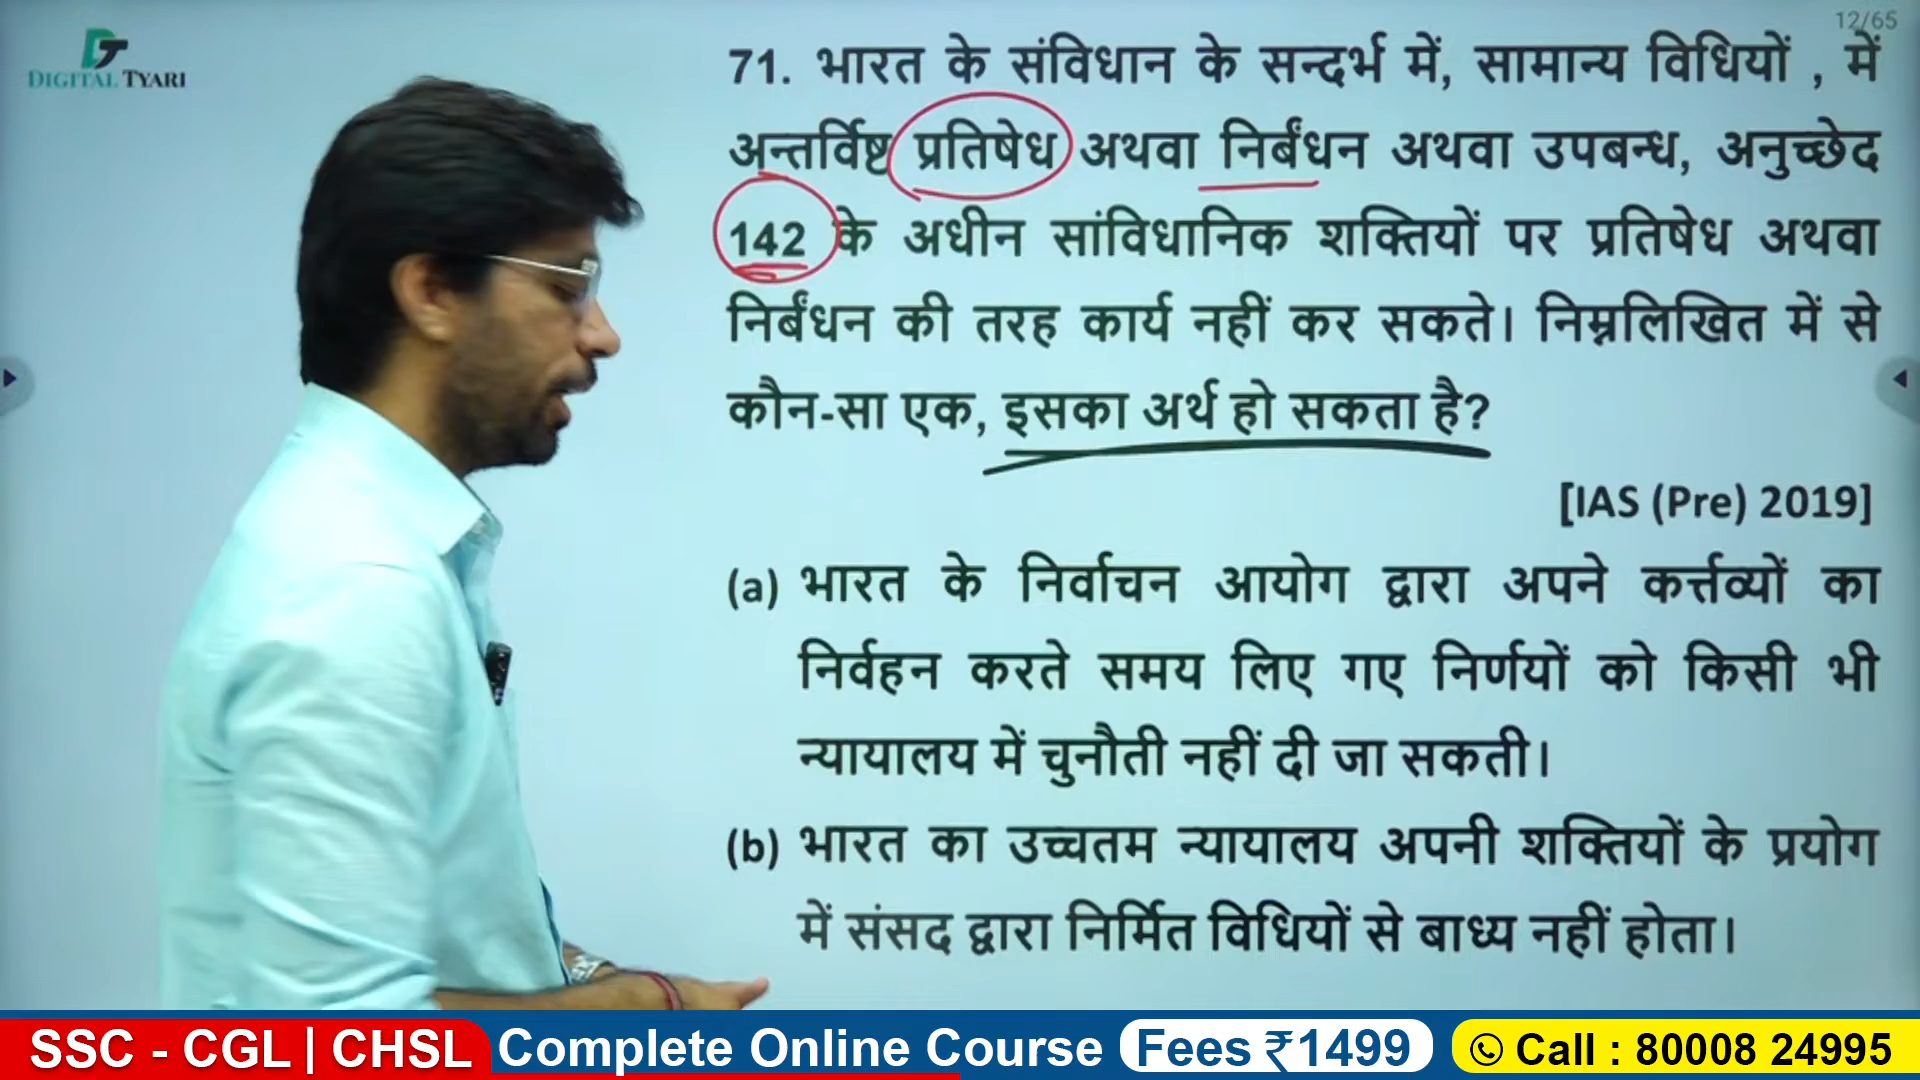 12/65
DT
DIGITAL TYARI
71. भारत के संविधान के सन्दर्भ में, सामान्य विधियों , में
अन्तर्विष्ट प्रतिषेध अथवा निर्बंधन अथवा उपबन्ध, अनुच्छेद
142 के अधीन सांविधानिक शक्तियों पर प्रतिषेध अथवा
निर्बंधन की तरह कार्य नहीं कर सकते। निम्नलिखित में से
कौन-सा एक, इसका अर्थ हो सकता है?
[IAS (Pre) 2019]
(a) भारत के निर्वाचन आयोग द्वारा अपने कर्त्तव्यों का
निर्वहन करते समय लिए गए निर्णयों को किसी भी
न्यायालय में चुनौती नहीं दी जा सकती।
(b) भारत का उच्चतम न्यायालय अपनी शक्तियों के प्रयोग
में संसद द्वारा निर्मित विधियों से बाध्य नहीं होता।
SSC - CGL | CHSL Complete Online Course Fees ₹1499 Call : 80008 24995